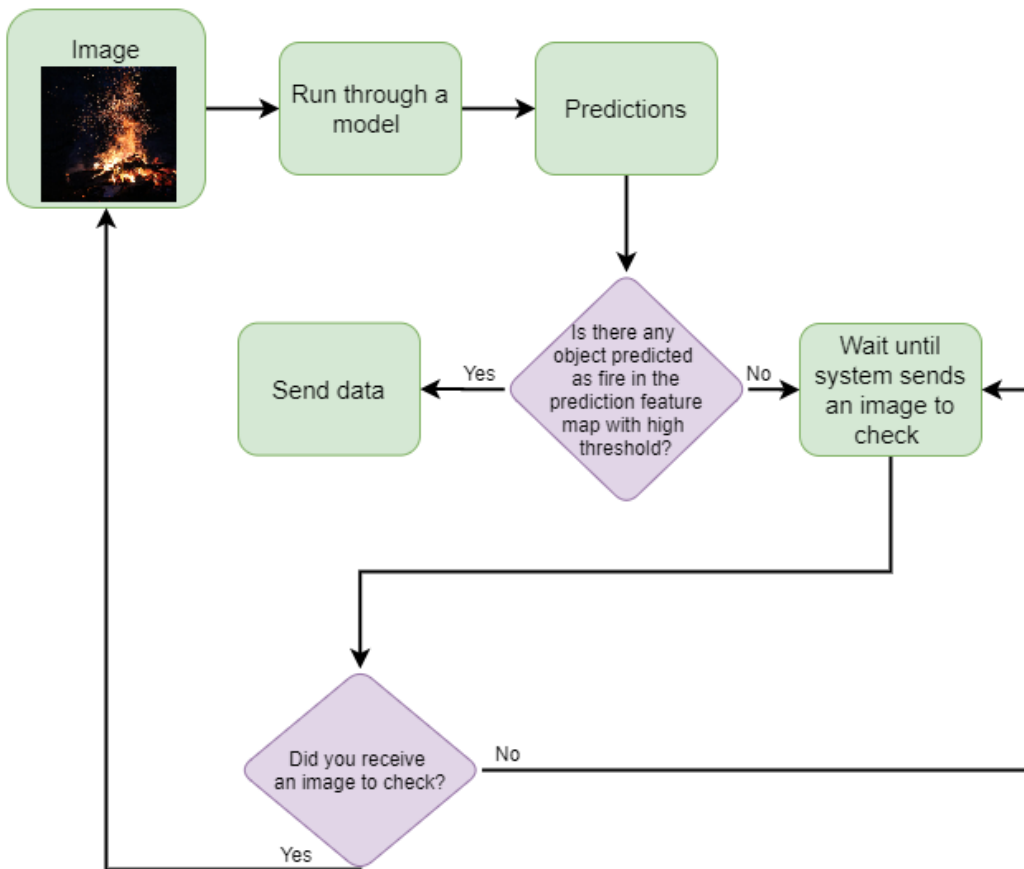 Image
Run through a
model
Predictions
Is there any
object predicted
as fire in the
prediction feature
map with high
threshold?
Yes
No
Send data
Wait until
system sends
an image to
check
Did you receive
an image to check?
No
Yes